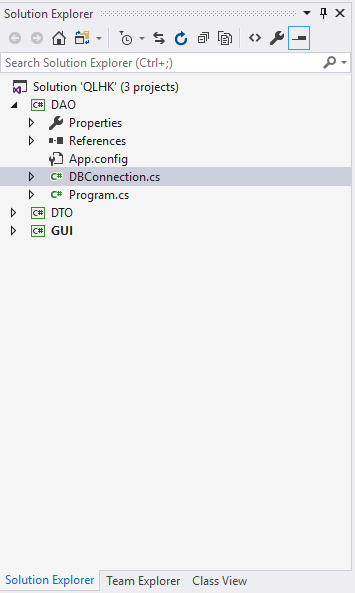 Solution Explorer
Search Solution Explorer (Ctrl+;)
Solution 'QLHK' (3 projects)
C# DAO
Properties
References
App.config
C# DBConnection.cs
C# Program.cs
C# DTO
C# GUI
Solution Explorer Team Explorer Class View